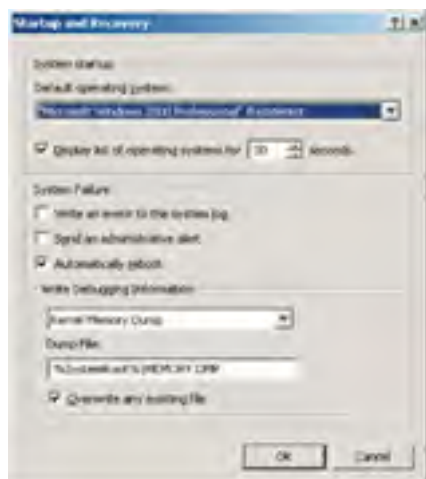 Startup and Recovery
System startup
Default operating system:
"Microsoft Windows 2000 Professional" /fastdetect
Display list of operating systems for 30 seconds.
System Failure
Write an event to the system log
Send an administrative alert
Automatically reboot
Write Debugging Information
Kernel Memory Dump
Dump File:
%SystemRoot%\MEMORY.DMP
Overwrite any existing file
OK Cancel